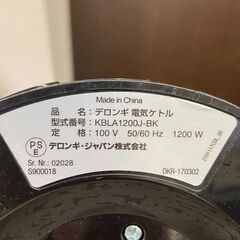 Made in China
品　名：デロンギ 電気ケトル
型式番号：KBLA1200J-BK
定　格：100 V　50/60 Hz　1200 W
PS
E
デロンギ・ジャパン株式会社
Sr. Nr.: 02028
S900018
DKR-170302